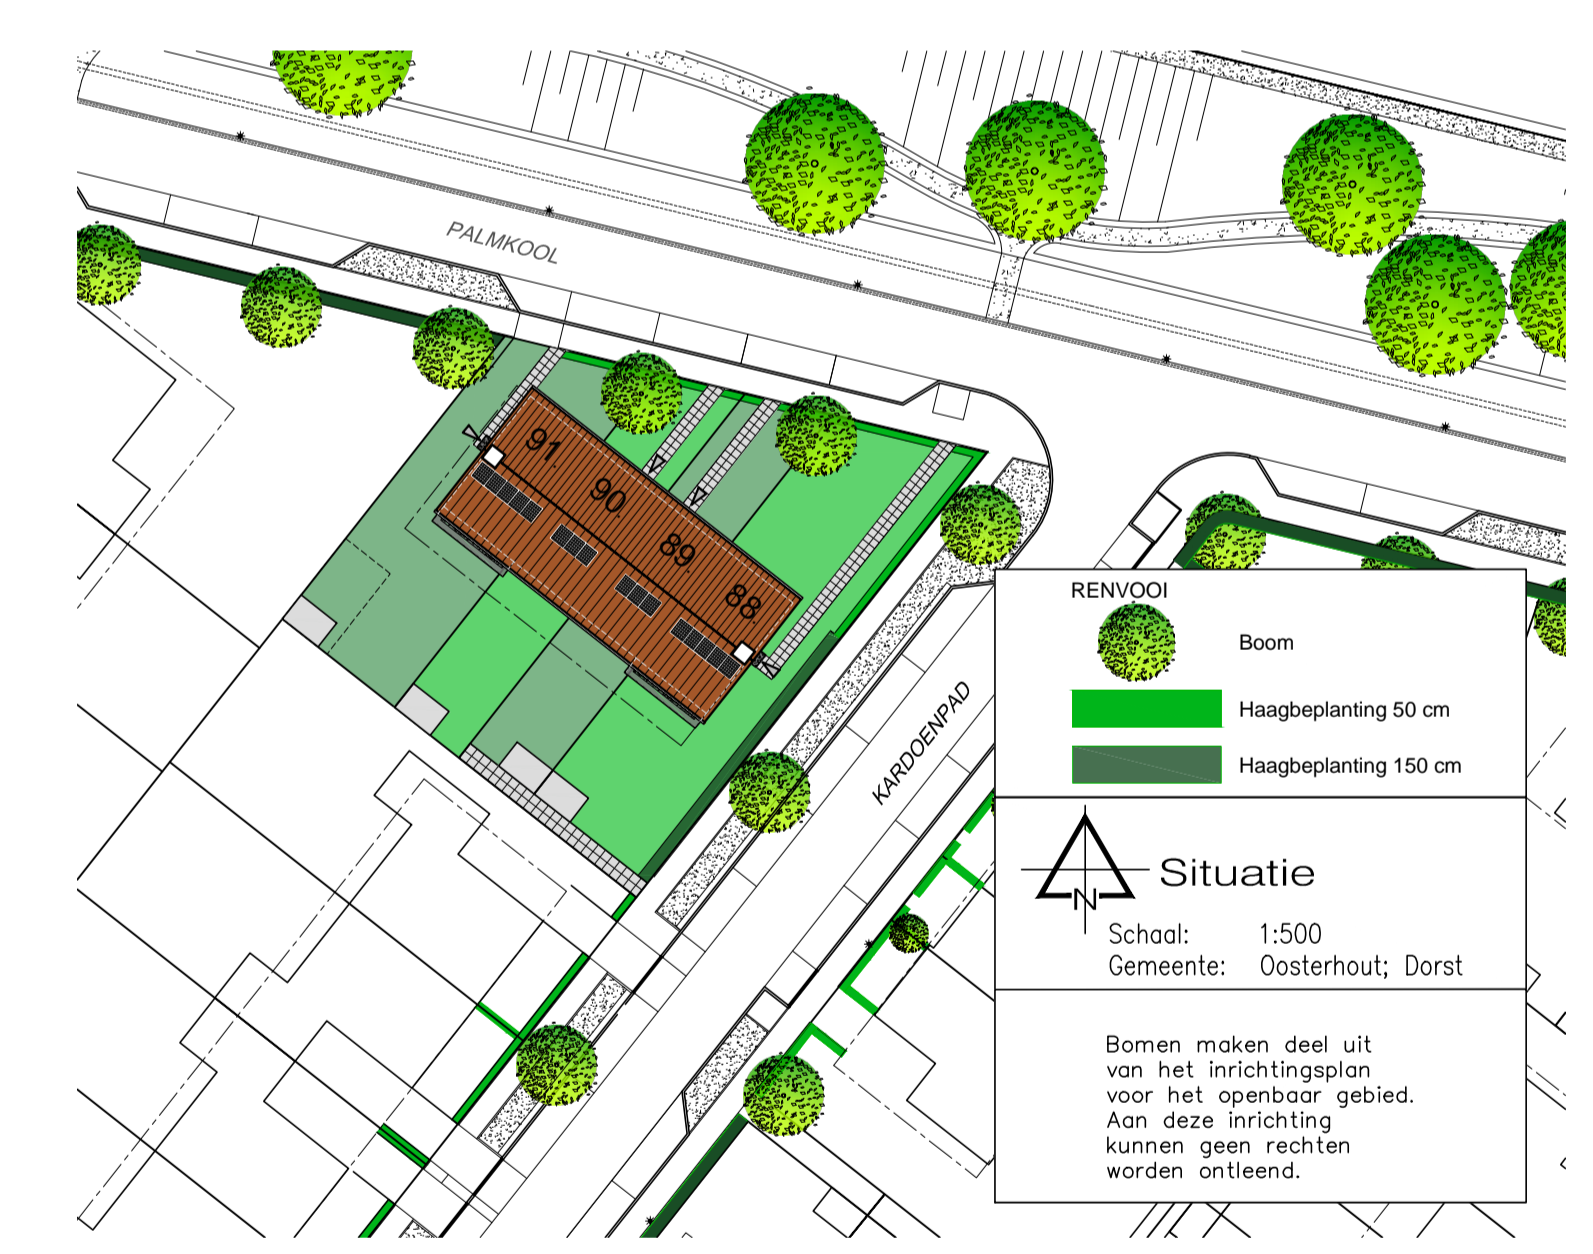 PALMKOOL
91.
90.
89.
88
KARDOENPAD
RENVOOI
Boom
Haagbeplanting 50 cm
Haagbeplanting 150 cm
N
Situatie
Schaal: 1:500
Gemeente: Oosterhout; Dorst
Bomen maken deel uit
van het inrichtingsplan
voor het openbaar gebied.
Aan deze inrichting
kunnen geen rechten
worden ontleend.